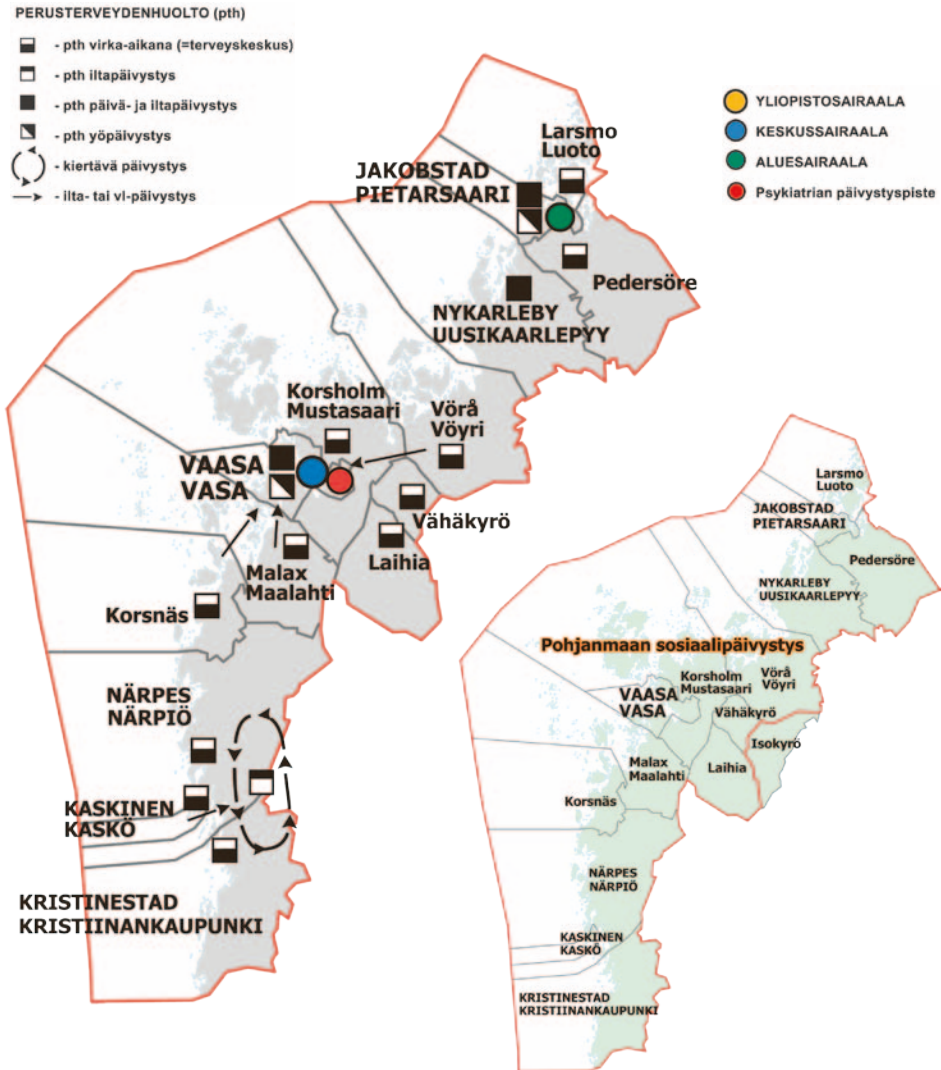 PERUSTERVEYDENHUOLTO (pth)
- pth virka-aikana (=terveyskeskus)
- pth iltapäivystys
- pth päivä- ja iltapäivystys
- pth yöpäivystys
- kiertävä päivystys
- ilta- tai vl-päivystys
YLIOPISTOSAIRAALA
KESKUSSAIRAALA
ALUESAIRAALA
Psykiatrian päivystyspiste
Larsmo
Luoto
JAKOBSTAD
PIETARSAARI
Pedersöre
NYKARLEBY
UUSIKAARLEPYY
Korsholm
Mustasaari
Vörå
Vöyri
VAASA
VASA
Vähäkyrö
Laihia
Malax
Maalahti
Korsnäs
NÄRPES
NÄRPIÖ
KASKINEN
KASKÖ
KRISTINESTAD
KRISTIINANKAUPUNKI
Larsmo
Luoto
JAKOBSTAD
PIETARSAARI
Pedersöre
NYKARLEBY
UUSIKAARLEPYY
Pohjanmaan sosiaalipäivystys
Korsholm
Mustasaari
Vörå
Vöyri
VAASA
VASA
Vähäkyrö
Isokyrö
Malax
Maalahti
Laihia
Korsnäs
NÄRPES
NÄRPIÖ
KASKINEN
KASKÖ
KRISTINESTAD
KRISTIINANKAUPUNKI